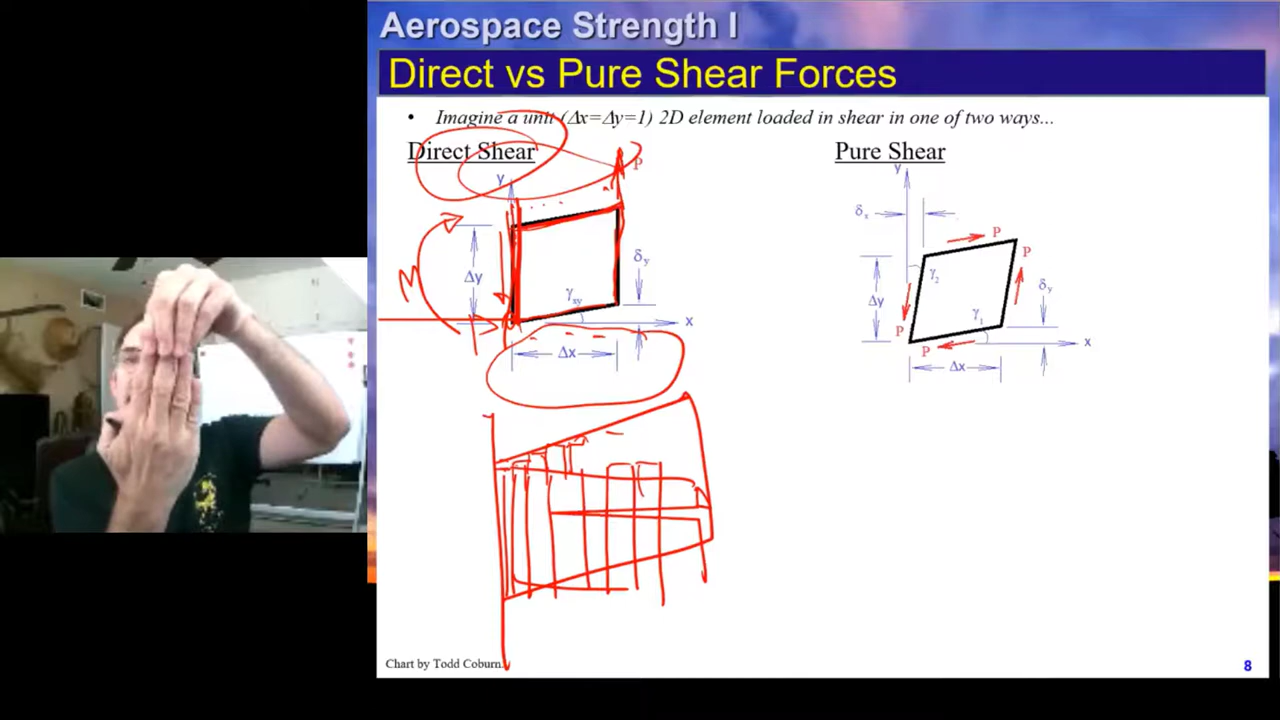 Aerospace Strength I
Direct vs Pure Shear Forces
• Imagine a unit (Δx=Δy=1) 2D element loaded in shear in one of two ways...
Direct Shear
y
P
Δy
δy
γxy
x
Δx
M
P
Pure Shear
y
δx
P
P
γ2
Δy
δy
γ1
P
P
x
Δx
Chart by Todd Coburn
8